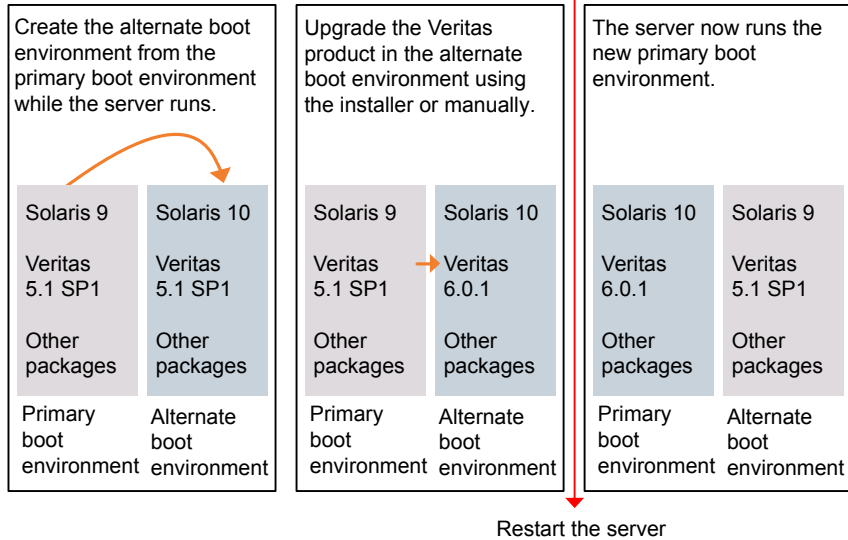 Create the alternate boot
environment from the
primary boot environment
while the server runs.
Solaris 9
Veritas
5.1 SP1
Other
packages
Primary
boot
environment
Solaris 10
Veritas
5.1 SP1
Other
packages
Alternate
boot
environment
Upgrade the Veritas
product in the alternate
boot environment using
the installer or manually.
Solaris 9
Veritas
5.1 SP1
Other
packages
Primary
boot
environment
Solaris 10
Veritas
6.0.1
Other
packages
Alternate
boot
environment
The server now runs the
new primary boot
environment.
Solaris 10
Veritas
6.0.1
Other
packages
Primary
boot
environment
Solaris 9
Veritas
5.1 SP1
Other
packages
Alternate
boot
environment
Restart the server